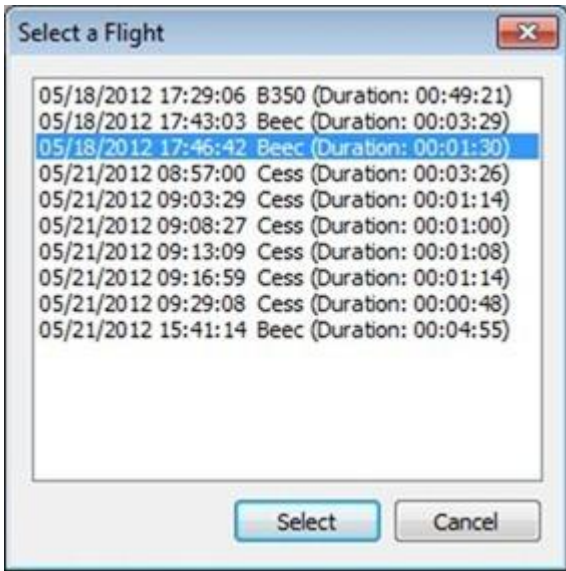 Select a Flight
05/18/2012 17:29:06 B350 (Duration: 00:49:21)
05/18/2012 17:43:03 Beec (Duration: 00:03:29)
05/18/2012 17:46:42 Beec (Duration: 00:01:30)
05/21/2012 08:57:00 Cess (Duration: 00:03:26)
05/21/2012 09:03:29 Cess (Duration: 00:01:14)
05/21/2012 09:08:27 Cess (Duration: 00:01:00)
05/21/2012 09:13:09 Cess (Duration: 00:01:08)
05/21/2012 09:16:59 Cess (Duration: 00:01:14)
05/21/2012 09:29:08 Cess (Duration: 00:00:48)
05/21/2012 15:41:14 Beec (Duration: 00:04:55)
Select Cancel